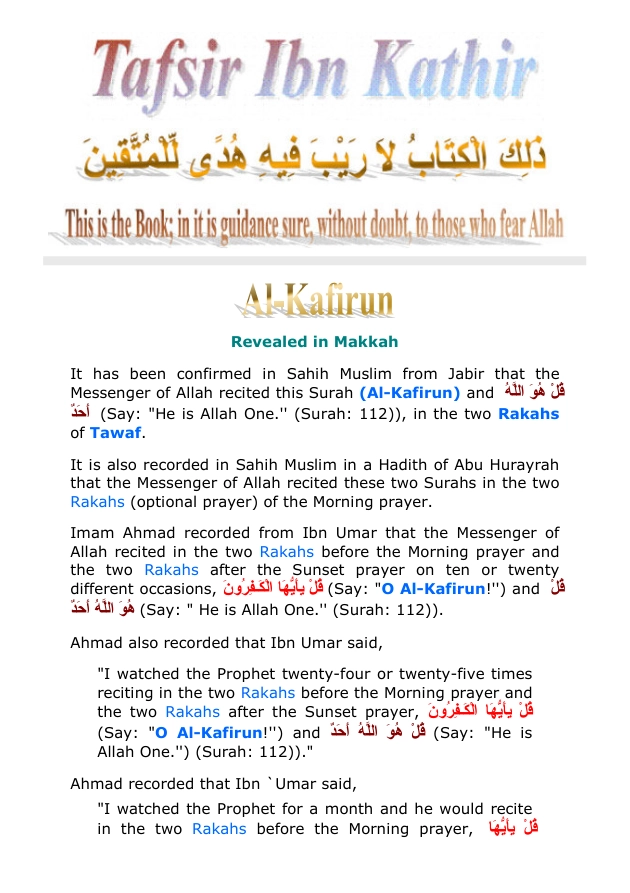 Tafsir Ibn Kathir
ذَلِكَ الْكِتَابُ لاَ رَيْبَ فِيهِ هُدًى لِّلْمُتَّقِينَ
This is the Book; in it is guidance sure, without doubt, to those who fear Allah
Al-Kafirun
Revealed in Makkah
It has been confirmed in Sahih Muslim from Jabir that the
Messenger of Allah recited this Surah (Al-Kafirun) and قُلْ هُوَ اللَّهُ
أَحَدٌ (Say: "He is Allah One.'' (Surah: 112)), in the two Rakahs
of Tawaf.
It is also recorded in Sahih Muslim in a Hadith of Abu Hurayrah
that the Messenger of Allah recited these two Surahs in the two
Rakahs (optional prayer) of the Morning prayer.
Imam Ahmad recorded from Ibn Umar that the Messenger of
Allah recited in the two Rakahs before the Morning prayer and
the two Rakahs after the Sunset prayer on ten or twenty
different occasions, قُلْ يأَيُّهَا الْكَـفِرُونَ (Say: "O Al-Kafirun!'') and قُلْ
هُوَ اللَّهُ أَحَدٌ (Say: " He is Allah One.'' (Surah: 112)).
Ahmad also recorded that Ibn Umar said,
"I watched the Prophet twenty-four or twenty-five times
reciting in the two Rakahs before the Morning prayer and
the two Rakahs after the Sunset prayer, قُلْ يأَيُّهَا الْكَـفِرُونَ
(Say: "O Al-Kafirun!'') and قُلْ هُوَ اللَّهُ أَحَدٌ (Say: "He is
Allah One.'') (Surah: 112))."
Ahmad recorded that Ibn `Umar said,
"I watched the Prophet for a month and he would recite
in the two Rakahs before the Morning prayer, قُلْ يأَيُّهَا